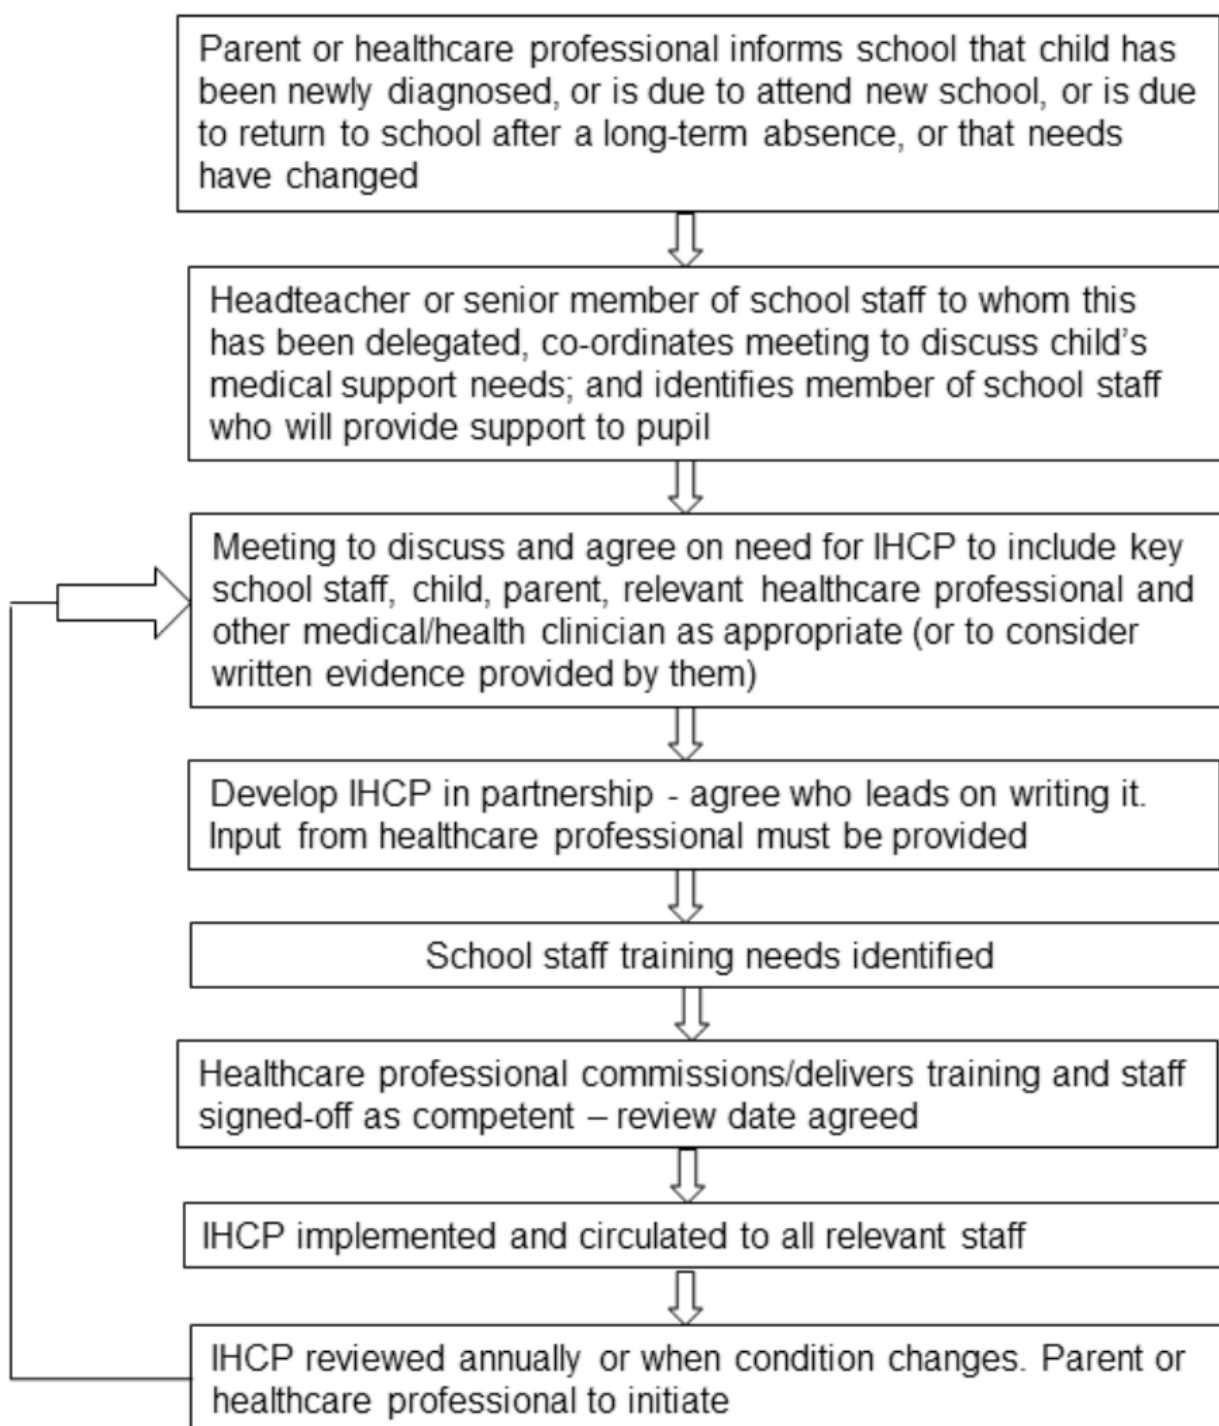 Parent or healthcare professional informs school that child has
been newly diagnosed, or is due to attend new school, or is due
to return to school after a long-term absence, or that needs
have changed
Headteacher or senior member of school staff to whom this
has been delegated, co-ordinates meeting to discuss child’s
medical support needs; and identifies member of school staff
who will provide support to pupil
Meeting to discuss and agree on need for IHCP to include key
school staff, child, parent, relevant healthcare professional and
other medical/health clinician as appropriate (or to consider
written evidence provided by them)
Develop IHCP in partnership - agree who leads on writing it.
Input from healthcare professional must be provided
School staff training needs identified
Healthcare professional commissions/delivers training and staff
signed-off as competent – review date agreed
IHCP implemented and circulated to all relevant staff
IHCP reviewed annually or when condition changes. Parent or
healthcare professional to initiate